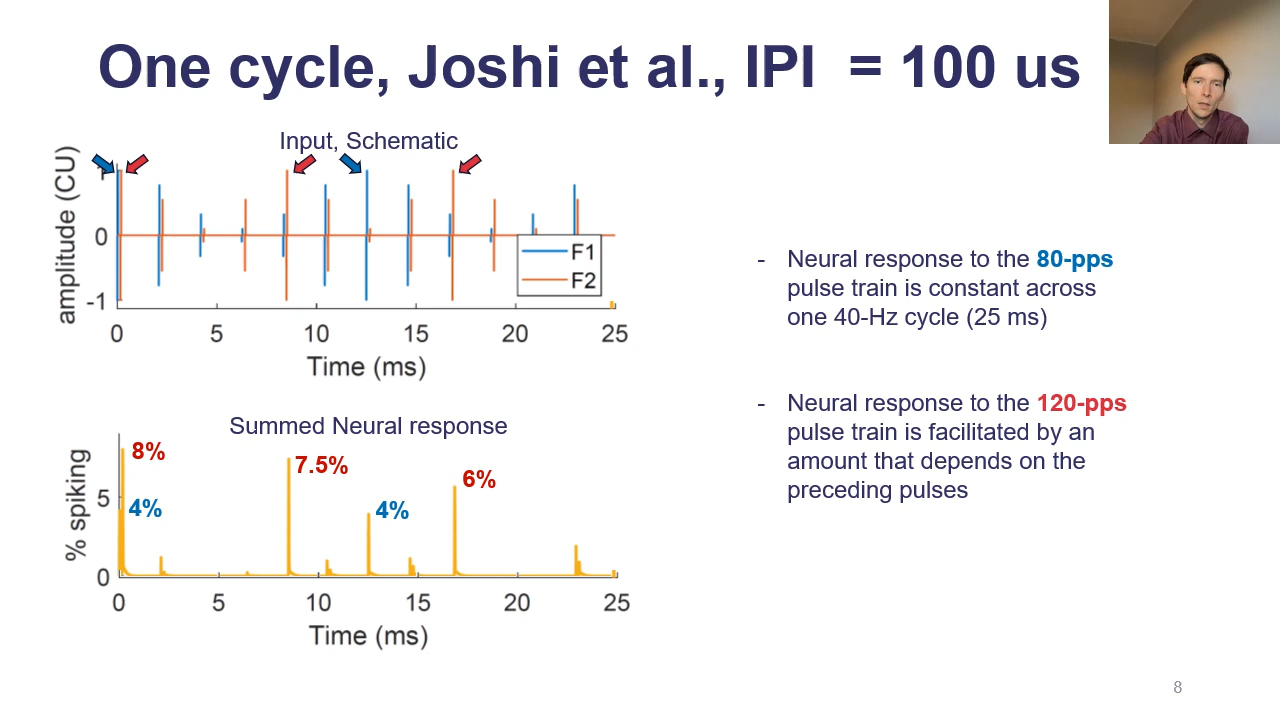 One cycle, Joshi et al., IPI = 100 us
Input, Schematic
amplitude (CU)
0
-1
F1
F2
0 5 10 15 20 25
Time (ms)
Summed Neural response
% spiking
5
0
8%
4%
7.5%
4%
6%
0 5 10 15 20 25
Time (ms)
- Neural response to the 80-pps
pulse train is constant across
one 40-Hz cycle (25 ms)
- Neural response to the 120-pps
pulse train is facilitated by an
amount that depends on the
preceding pulses
8